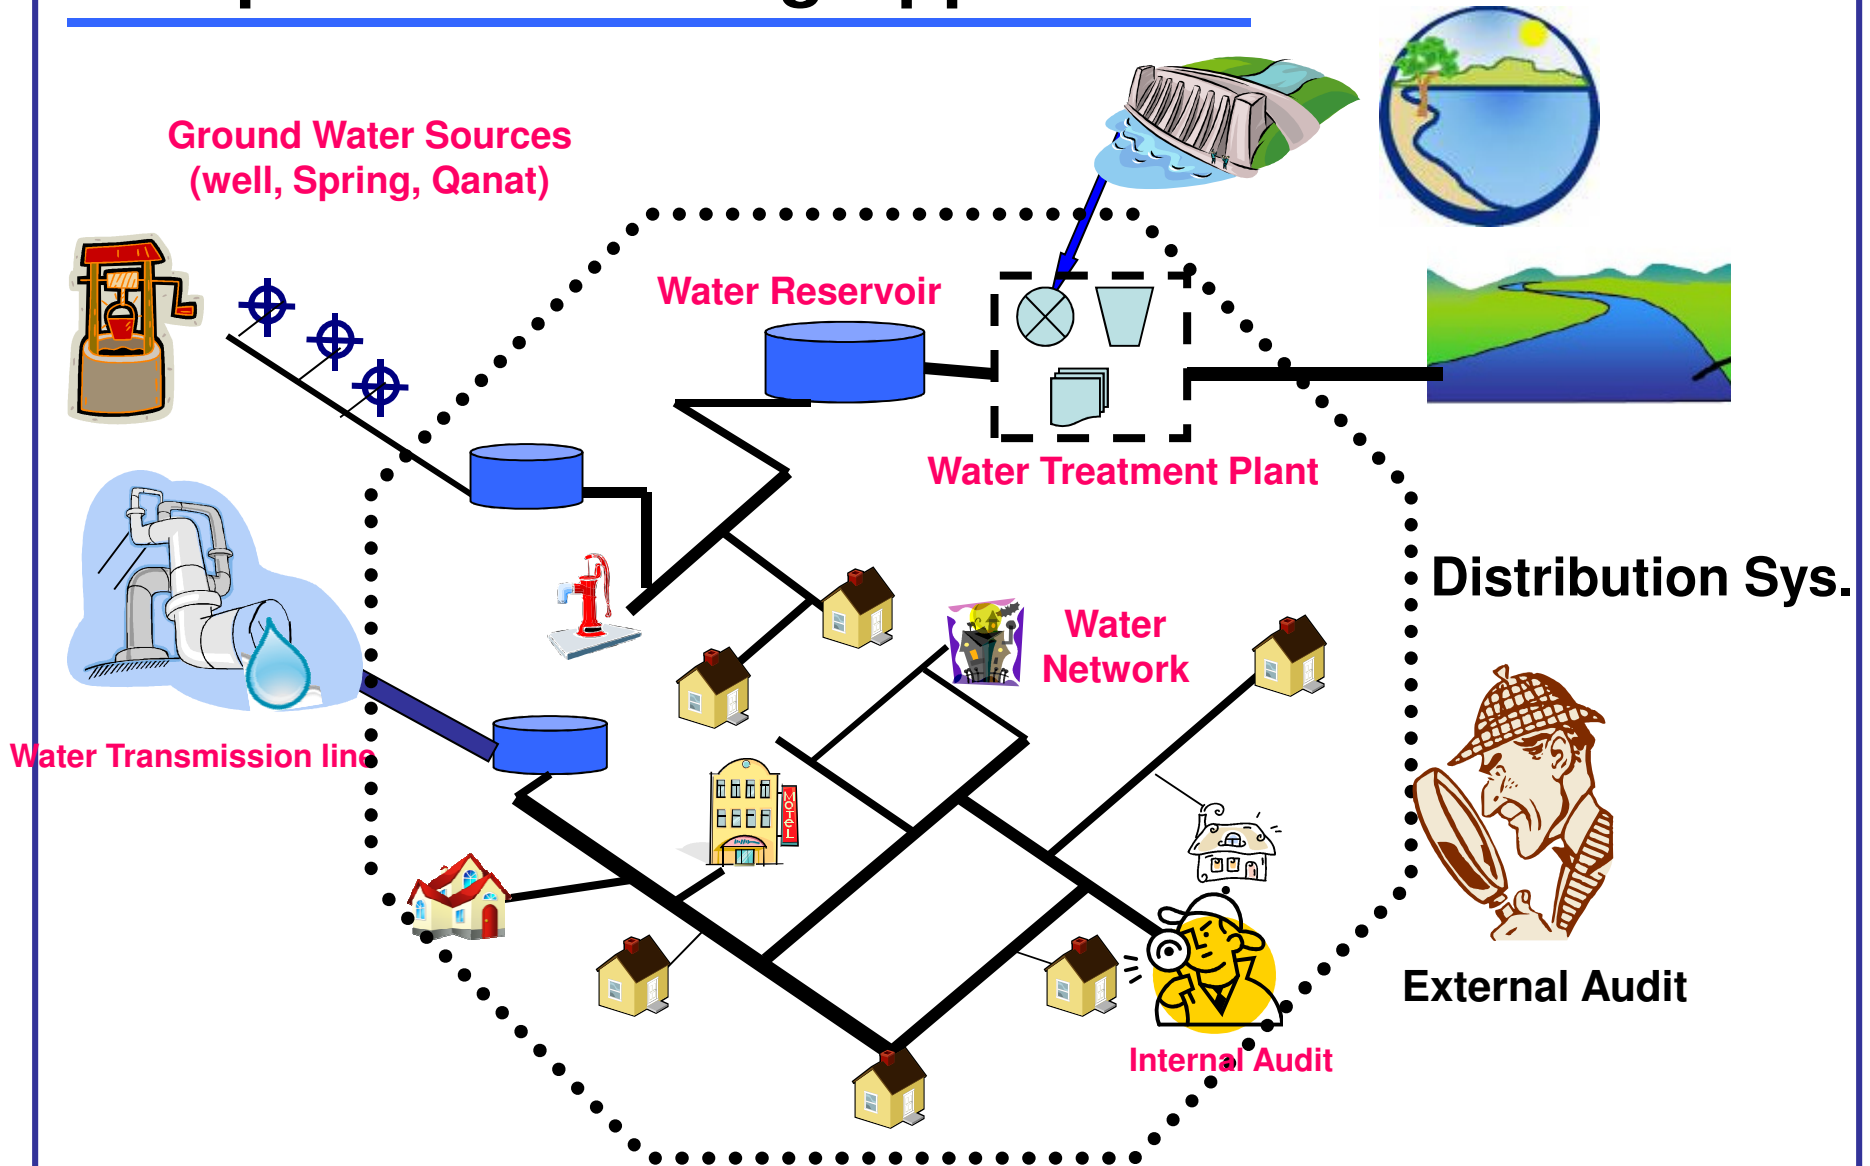 Ground Water Sources
(well, Spring, Qanat)
Water Reservoir
Water Treatment Plant
Distribution Sys.
Water
Network
Water Transmission line
MOTEL
External Audit
Internal Audit